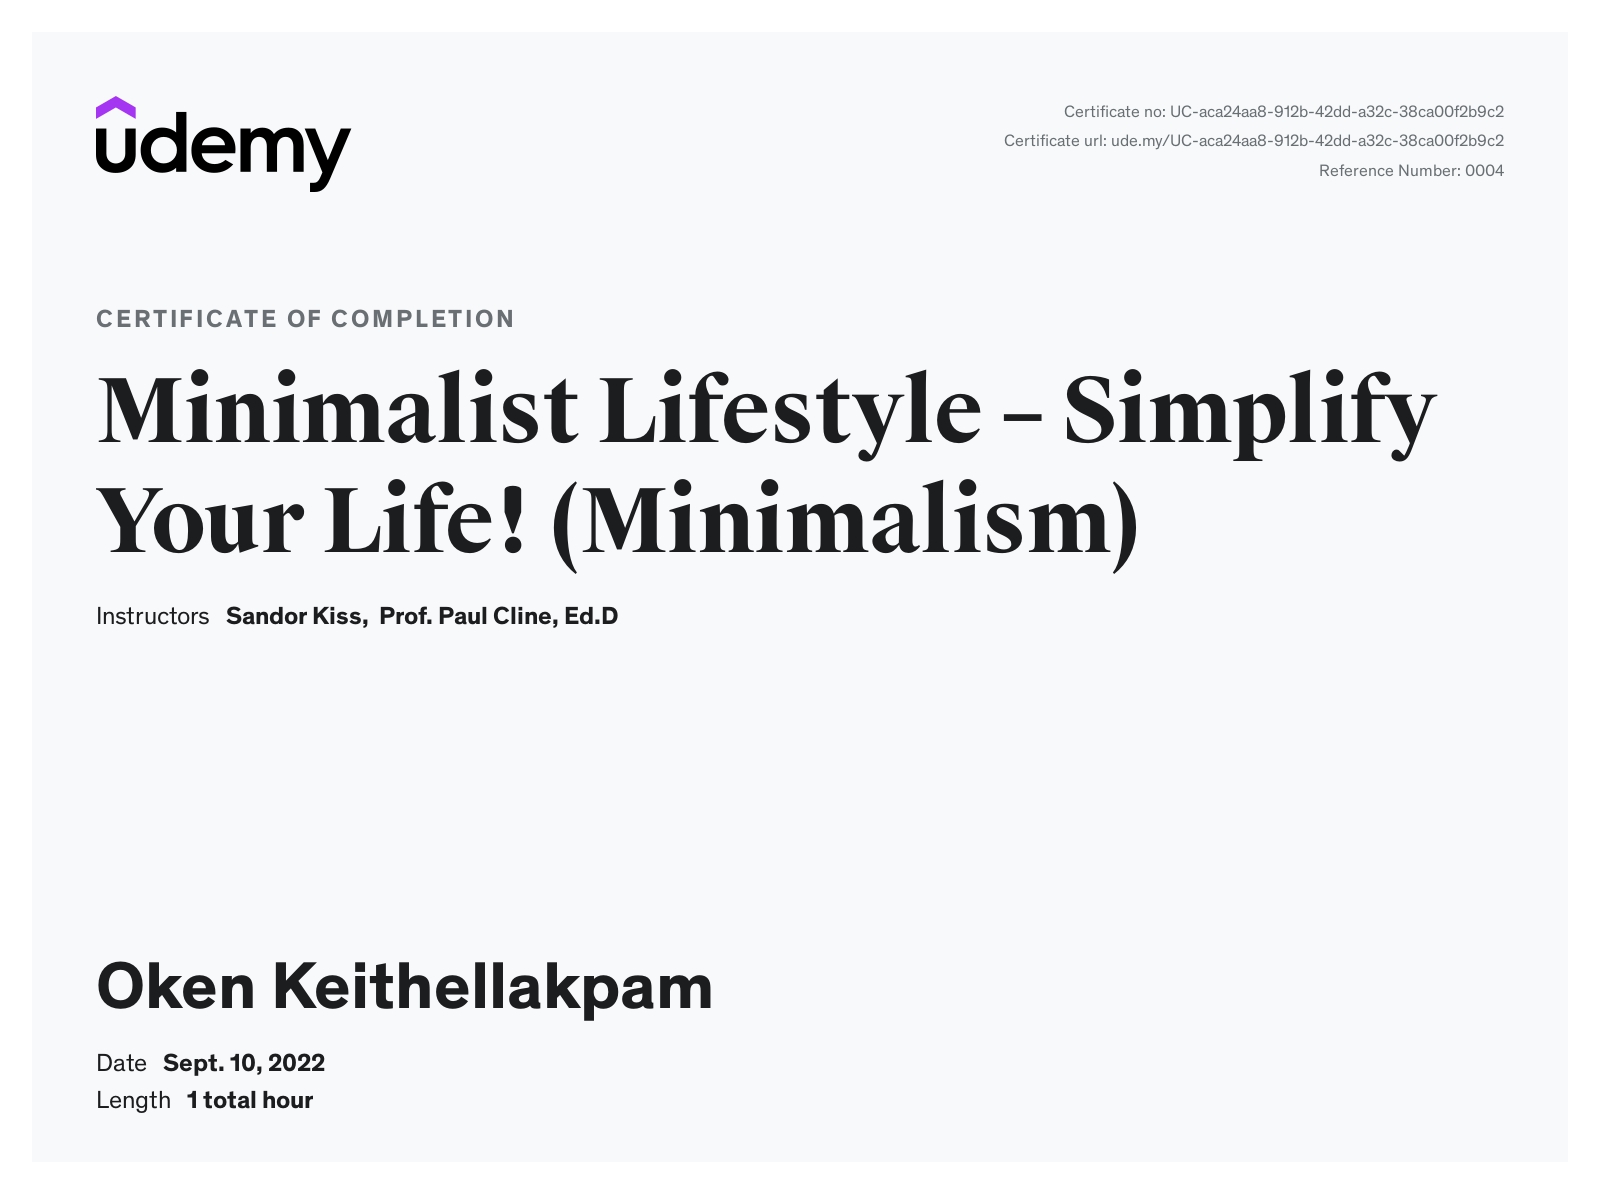 udemy
Certificate no: UC-aca24aa8-912b-42dd-a32c-38ca00f2b9c2
Certificate url: ude.my/UC-aca24aa8-912b-42dd-a32c-38ca00f2b9c2
Reference Number: 0004
CERTIFICATE OF COMPLETION
Minimalist Lifestyle – Simplify
Your Life! (Minimalism)
Instructors Sandor Kiss, Prof. Paul Cline, Ed.D
Oken Keithellakpam
Date Sept. 10, 2022
Length 1 total hour